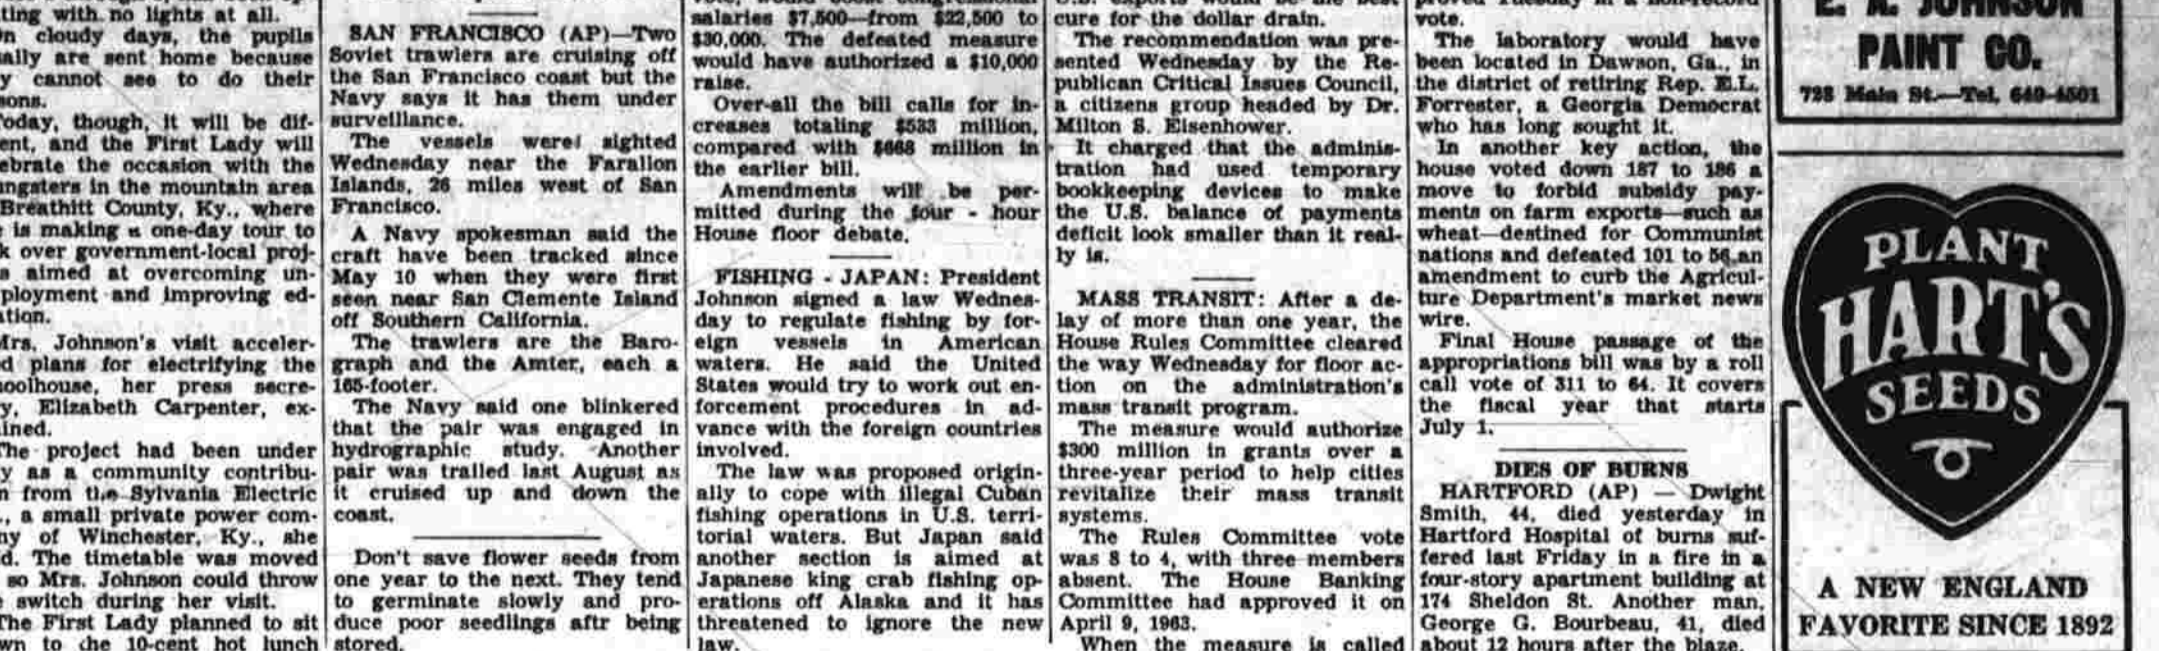 ting with no lights at all.
n cloudy days, the pupils
ally are sent home because
y cannot see to do their
sons.
oday, though, it will be dif-
ent, and the First Lady will
ebrate the occasion with the
ngsters in the mountain area
Breathitt County, Ky., where
is making a one-day tour to
k over government-local proj-
s aimed at overcoming un-
ployment and improving ed-
ation.
Mrs. Johnson's visit acceler-
d plans for electrifying the
oolhouse, her press secre-
y, Elizabeth Carpenter, ex-
ined.
The project had been under
y as a community contribu-
n from the Sylvania Electric
., a small private power com-
ny of Winchester, Ky., she
d. The timetable was moved
so Mrs. Johnson could throw
switch during her visit.
The First Lady planned to sit
wn to the 10-cent hot lunch
SAN FRANCISCO (AP)—Two
Soviet trawlers are cruising off
the San Francisco coast but the
Navy says it has them under
surveillance.
The vessels were sighted
Wednesday near the Farallon
Islands, 26 miles west of San
Francisco.
A Navy spokesman said the
craft have been tracked since
May 10 when they were first
seen near San Clemente Island
off Southern California.
The trawlers are the Baro-
graph and the Amter, each a
165-footer.
The Navy said one blinkered
that the pair was engaged in
hydrographic study. Another
pair was trailed last August as
it cruised up and down the
coast.
Don't save flower seeds from
one year to the next. They tend
to germinate slowly and pro-
duce poor seedlings aftr being
stored.
salaries $7,500—from $22,500 to
$30,000. The defeated measure
would have authorized a $10,000
raise.
Over-all the bill calls for in-
creases totaling $533 million,
compared with $668 million in
the earlier bill.
Amendments will be per-
mitted during the four - hour
House floor debate.
FISHING - JAPAN: President
Johnson signed a law Wednes-
day to regulate fishing by for-
eign vessels in American
waters. He said the United
States would try to work out en-
forcement procedures in ad-
vance with the foreign countries
involved.
The law was proposed origin-
ally to cope with illegal Cuban
fishing operations in U.S. terri-
torial waters. But Japan said
another section is aimed at
Japanese king crab fishing op-
erations off Alaska and it has
threatened to ignore the new
law.
cure for the dollar drain.
The recommendation was pre-
sented Wednesday by the Re-
publican Critical Issues Council,
a citizens group headed by Dr.
Milton S. Eisenhower.
It charged that the adminis-
tration had used temporary
bookkeeping devices to make
the U.S. balance of payments
deficit look smaller than it real-
ly is.
MASS TRANSIT: After a de-
lay of more than one year, the
House Rules Committee cleared
the way Wednesday for floor ac-
tion on the administration's
mass transit program.
The measure would authorize
$300 million in grants over a
three-year period to help cities
revitalize their mass transit
systems.
The Rules Committee vote
was 8 to 4, with three members
absent. The House Banking
Committee had approved it on
April 9, 1963.
When the measure is called
vote.
The laboratory would have
been located in Dawson, Ga., in
the district of retiring Rep. E.L.
Forrester, a Georgia Democrat
who has long sought it.
In another key action, the
house voted down 187 to 186 a
move to forbid subsidy pay-
ments on farm exports—such as
wheat—destined for Communist
nations and defeated 101 to 56 an
amendment to curb the Agricul-
ture Department's market news
wire.
Final House passage of the
appropriations bill was by a roll
call vote of 311 to 64. It covers
the fiscal year that starts
July 1.
DIES OF BURNS
HARTFORD (AP) — Dwight
Smith, 44, died yesterday in
Hartford Hospital of burns suf-
fered last Friday in a fire in a
four-story apartment building at
174 Sheldon St. Another man,
George G. Bourbeau, 41, died
about 12 hours after the blaze.
E. A. JOHNSON
PAINT CO.
723 Main St.—Tel. 649-4501
PLANT
HART'S
SEEDS
A NEW ENGLAND
FAVORITE SINCE 1892